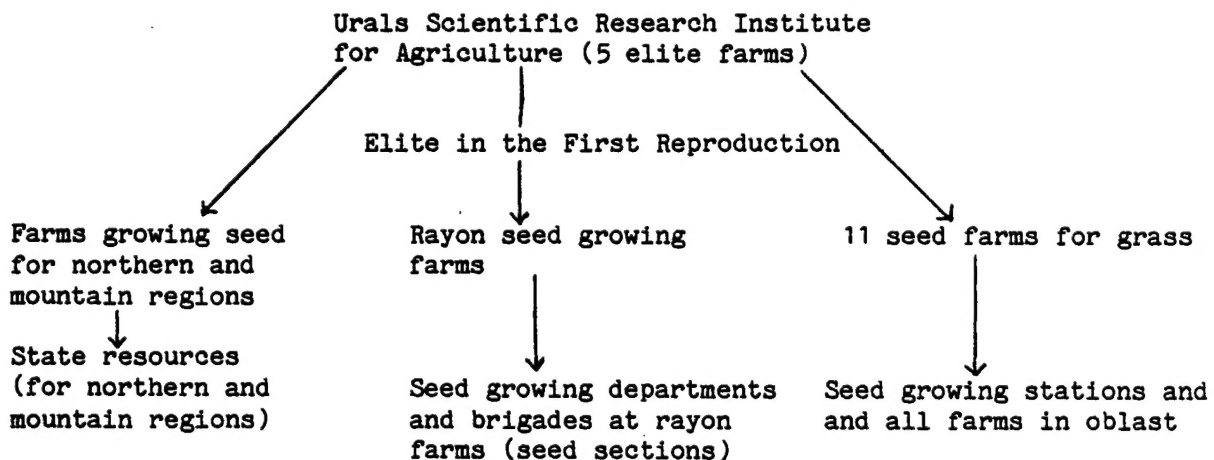 Urals Scientific Research Institute
for Agriculture (5 elite farms)
Elite in the First Reproduction
Farms growing seed
for northern and
mountain regions
Rayon seed growing
farms
11 seed farms for grass
State resources
(for northern and
mountain regions)
Seed growing departments
and brigades at rayon
farms (seed sections)
Seed growing stations and
and all farms in oblast